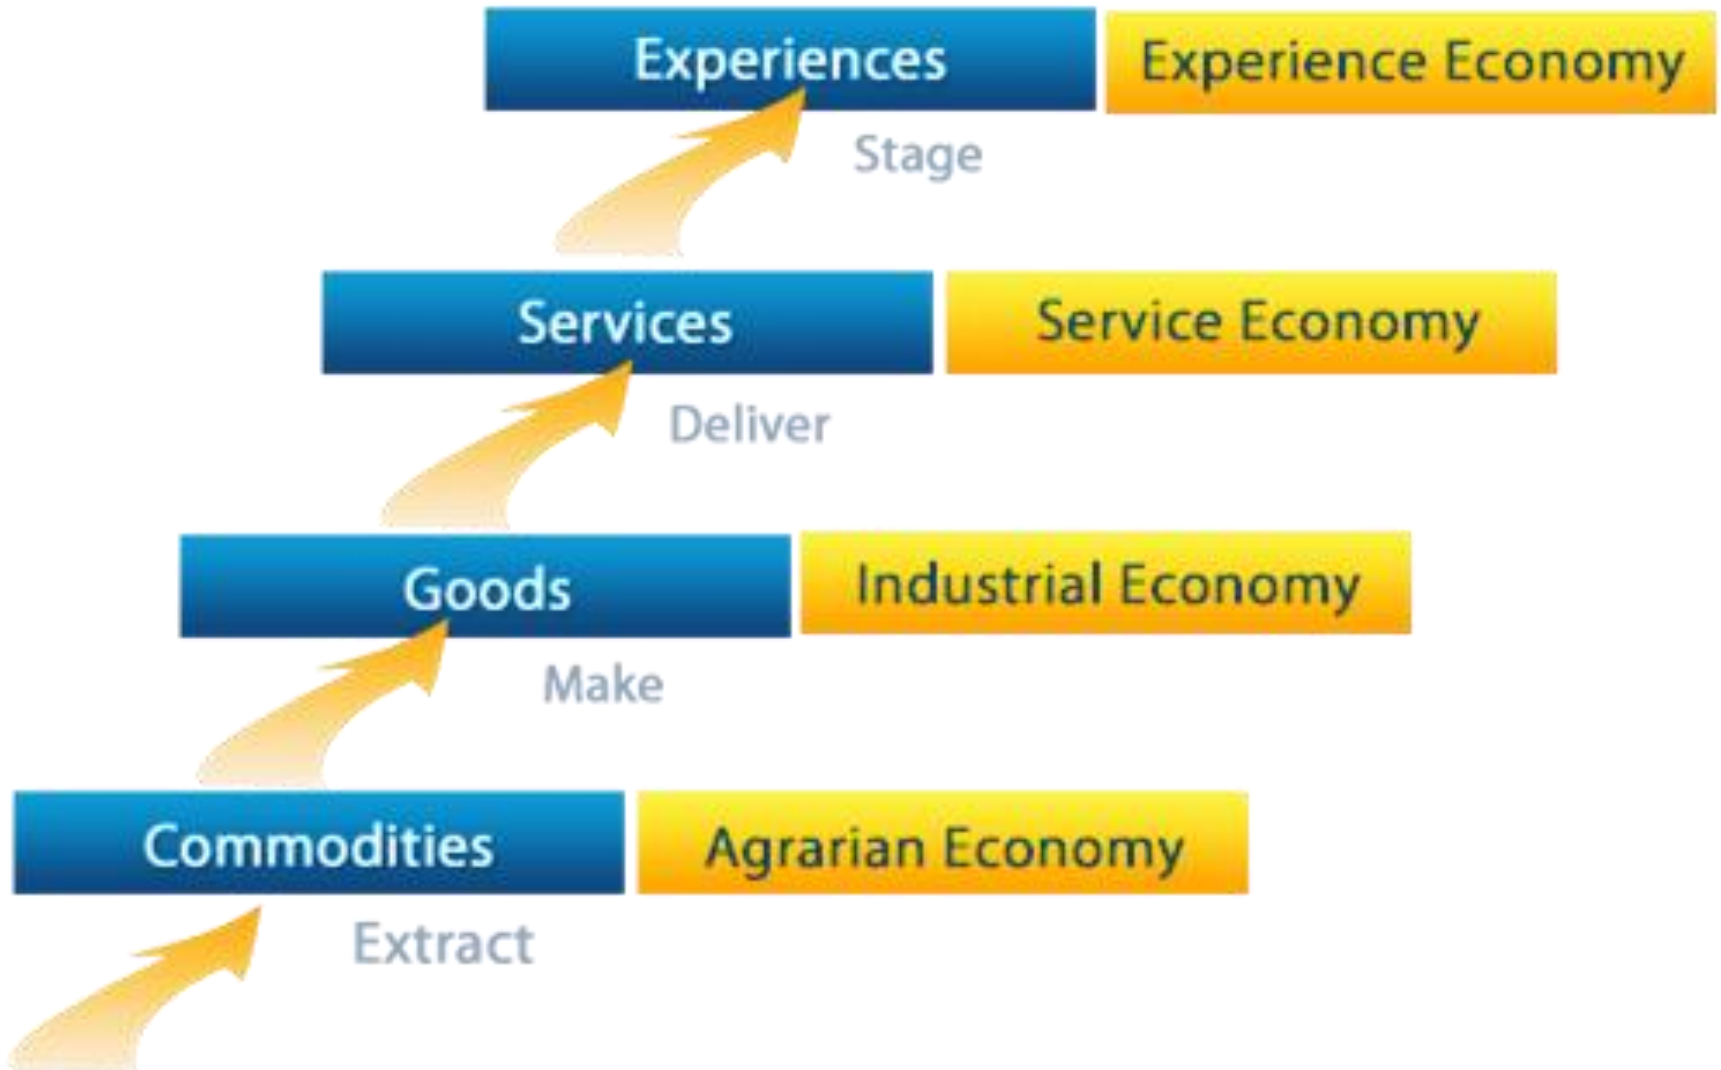 Experiences Experience Economy
Stage
Services Service Economy
Deliver
Goods Industrial Economy
Make
Commodities Agrarian Economy
Extract